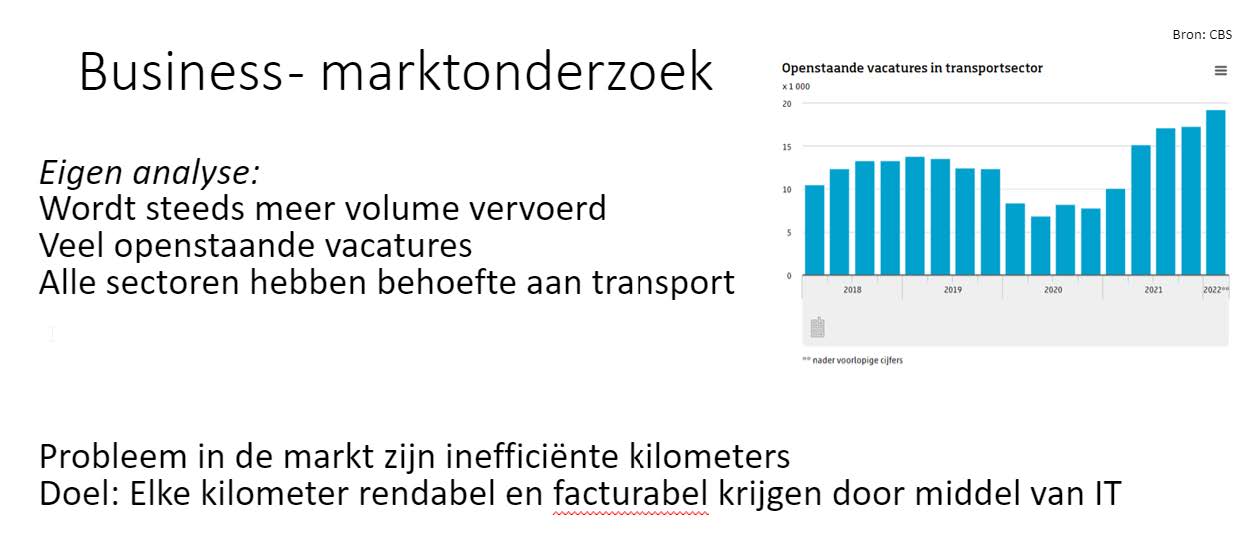 Bron: CBS
Business- marktonderzoek
Openstaande vacatures in transportsector
x 1 000
20
15
10
5
0
2018 2019 2020 2021 2022**
** nader voorlopige cijfers
Eigen analyse:
Wordt steeds meer volume vervoerd
Veel openstaande vacatures
Alle sectoren hebben behoefte aan transport
Probleem in de markt zijn inefficiënte kilometers
Doel: Elke kilometer rendabel en facturabel krijgen door middel van IT